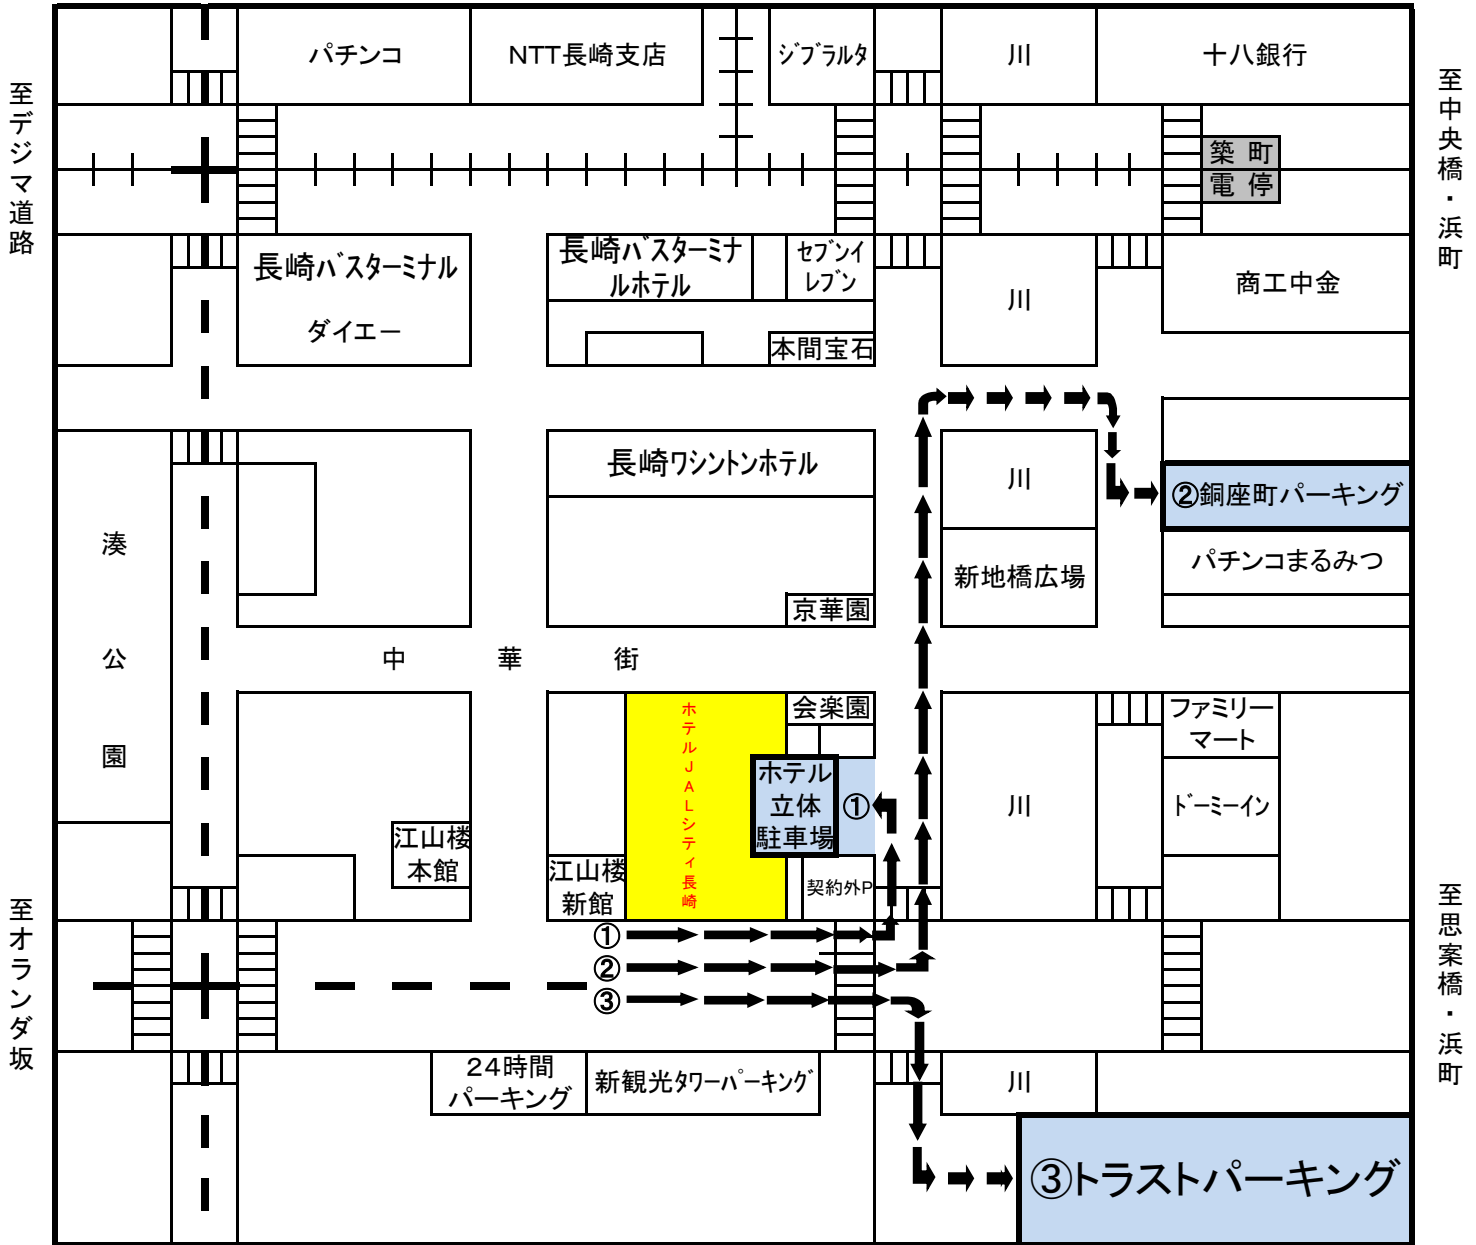 パチンコ
NTT長崎支店
ジブラルタ
川
十八銀行
至デジマ道路
至中央橋・浜町
築 町
電 停
長崎バスターミナル
ダイエー
長崎バスターミナ
ルホテル
セブンイ
レブン
本間宝石
川
商工中金
長崎ワシントンホテル
川
②銅座町パーキング
湊公園
京華園
新地橋広場
パチンコまるみつ
中 華 街
ホテルJALシティ長崎
会楽園
ファミリー
マート
ホテル
立体
駐車場
①
川
ドーミーイン
江山楼
本館
江山楼
新館
契約外P
至オランダ坂
至思案橋・浜町
①
②
③
24時間
パーキング
新観光タワーパーキング
川
③トラストパーキング